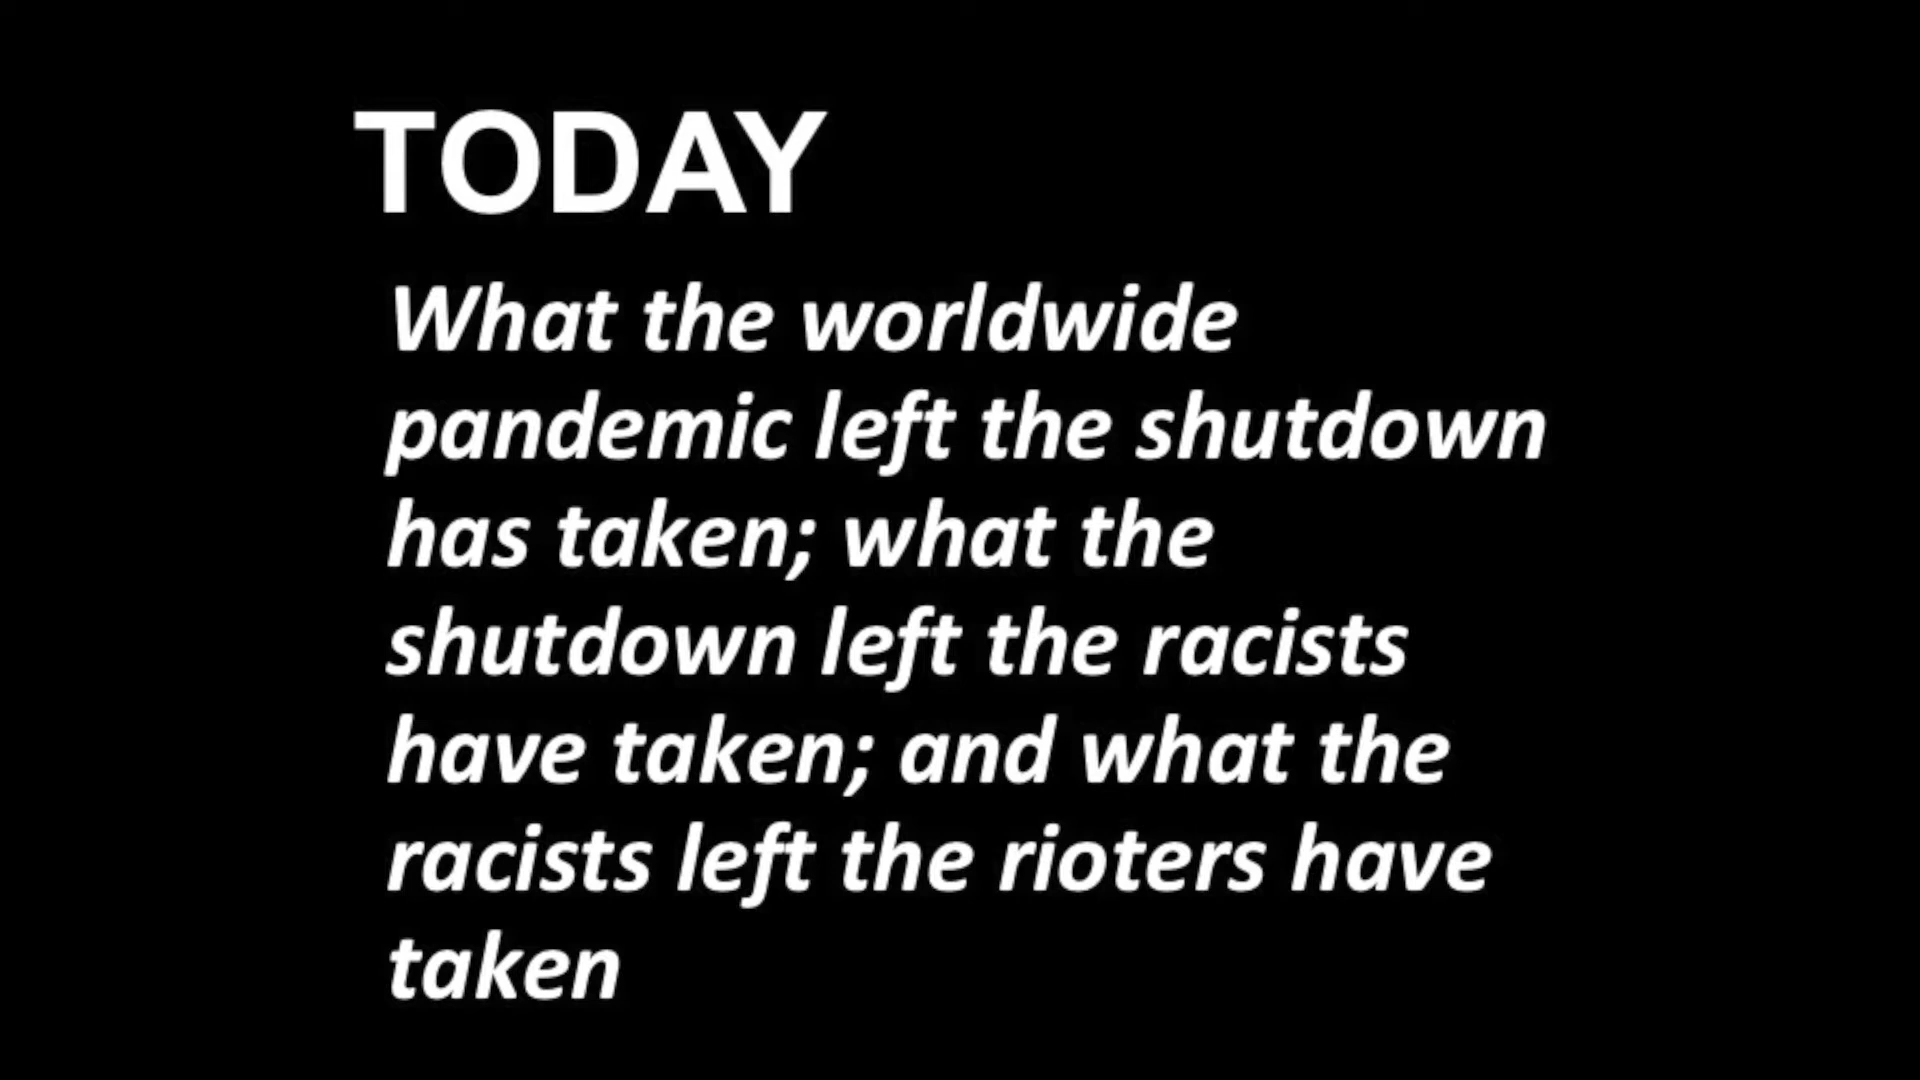 TODAY
What the worldwide
pandemic left the shutdown
has taken; what the
shutdown left the racists
have taken; and what the
racists left the rioters have
taken